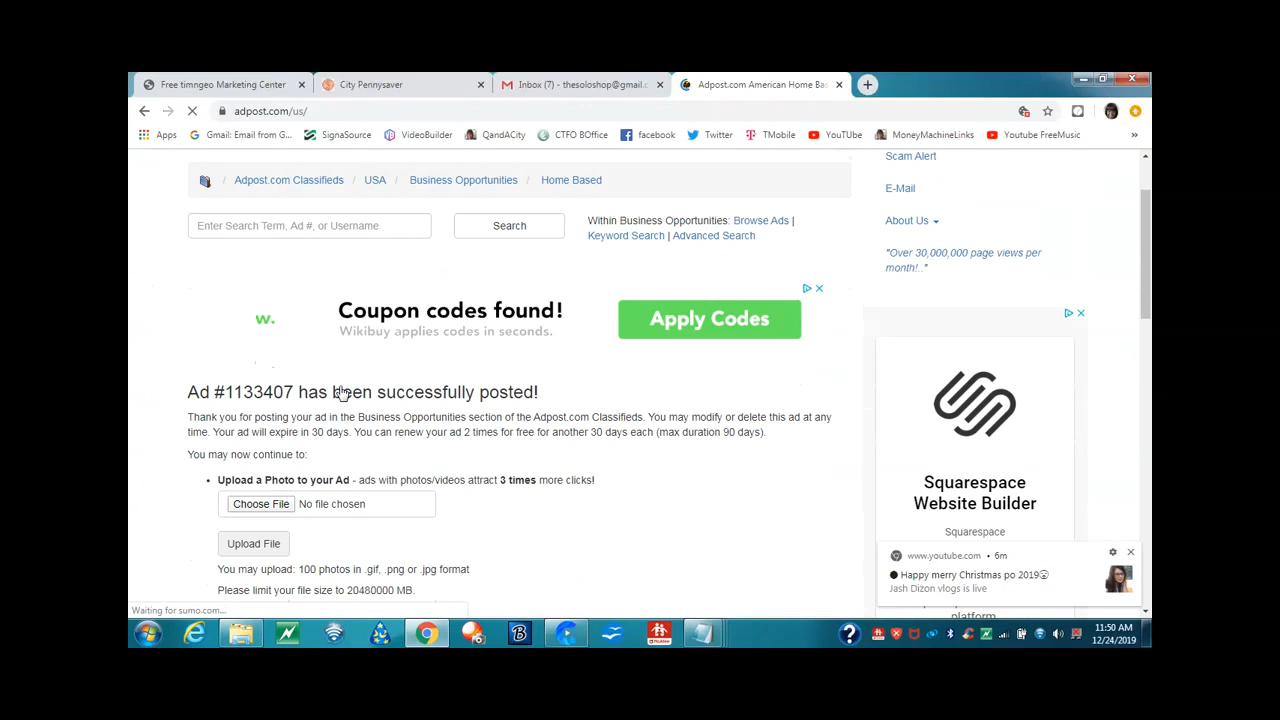 Free timngeo Marketing Center
City Pennysaver
Inbox (7) - thesoloshop@gmail.c
Adpost.com American Home Bas
adpost.com/us/
Apps
Gmail: Email from G...
SignaSource
VideoBuilder
QandACity
CTFO BOffice
facebook
Twitter
TMobile
YouTUbe
MoneyMachineLinks
Youtube FreeMusic
»
Scam Alert
E-Mail
About Us
"Over 30,000,000 page views per
month!.."
/ Adpost.com Classifieds / USA / Business Opportunities / Home Based
Enter Search Term, Ad #, or Username
Search
Within Business Opportunities: Browse Ads |
Keyword Search | Advanced Search
w.
Coupon codes found!
Wikibuy applies codes in seconds.
Apply Codes
Ad #1133407 has been successfully posted!
Thank you for posting your ad in the Business Opportunities section of the Adpost.com Classifieds. You may modify or delete this ad at any
time. Your ad will expire in 30 days. You can renew your ad 2 times for free for another 30 days each (max duration 90 days).
You may now continue to:
• Upload a Photo to your Ad - ads with photos/videos attract 3 times more clicks!
Choose File No file chosen
Upload File
You may upload: 100 photos in .gif, .png or .jpg format
Please limit your file size to 20480000 MB.
Squarespace
Website Builder
Squarespace
www.youtube.com • 6m
Happy merry Christmas po 2019
Jash Dizon vlogs is live
platform
Waiting for sumo.com...
11:50 AM
12/24/2019